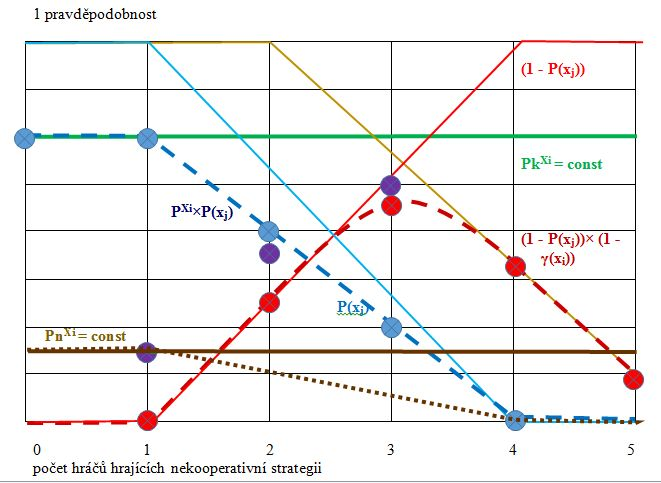 1 pravděpodobnost
(1 - P(xⱼ))
Pkˣⁱ = const
Pˣⁱ×P(xⱼ)
(1 - P(xⱼ))× (1 -
γ(xᵢ))
P(xⱼ)
Pnˣⁱ = const
0 1 2 3 4 5
počet hráčů hrajících nekooperativní strategii